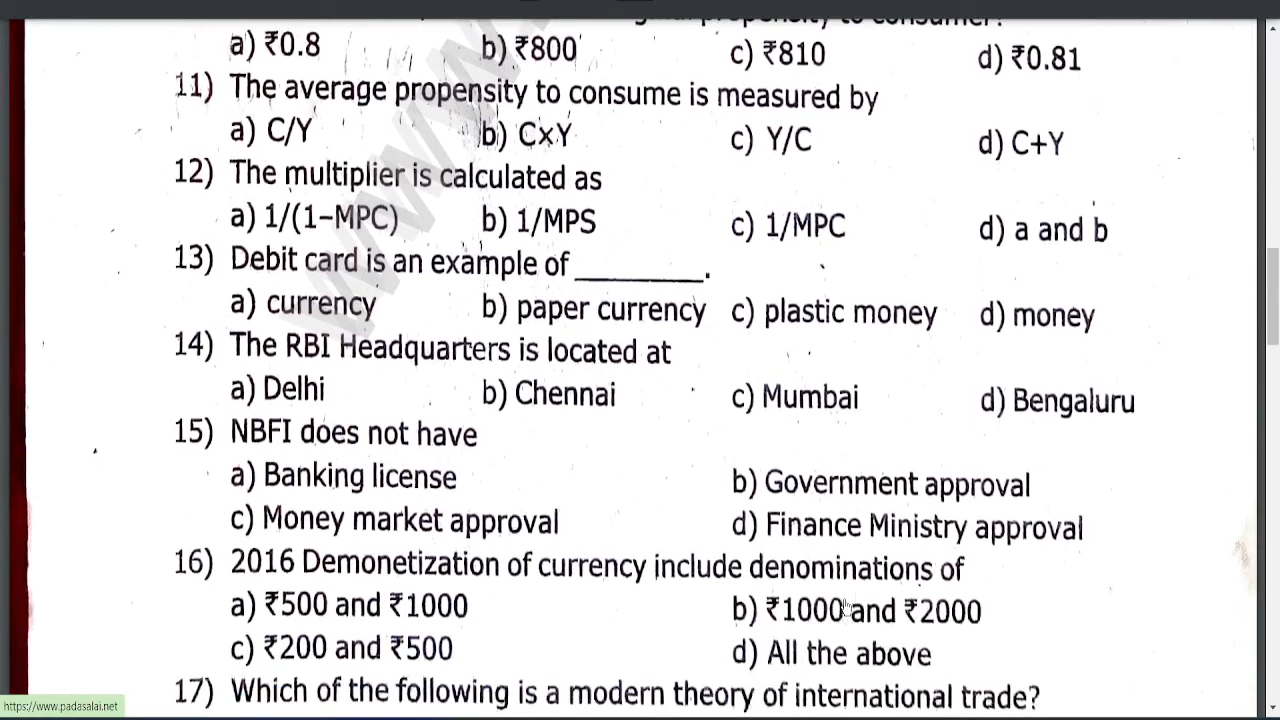 propensity to consumer?
a) ₹0.8 b) ₹800 c) ₹810 d) ₹0.81
11) The average propensity to consume is measured by
a) C/Y b) C×Y c) Y/C d) C+Y
12) The multiplier is calculated as
a) 1/(1–MPC) b) 1/MPS c) 1/MPC d) a and b
13) Debit card is an example of ________.
a) currency b) paper currency c) plastic money d) money
14) The RBI Headquarters is located at
a) Delhi b) Chennai c) Mumbai d) Bengaluru
15) NBFI does not have
a) Banking license b) Government approval
c) Money market approval d) Finance Ministry approval
16) 2016 Demonetization of currency include denominations of
a) ₹500 and ₹1000 b) ₹1000 and ₹2000
c) ₹200 and ₹500 d) All the above
17) Which of the following is a modern theory of international trade?
https://www.padasalai.net